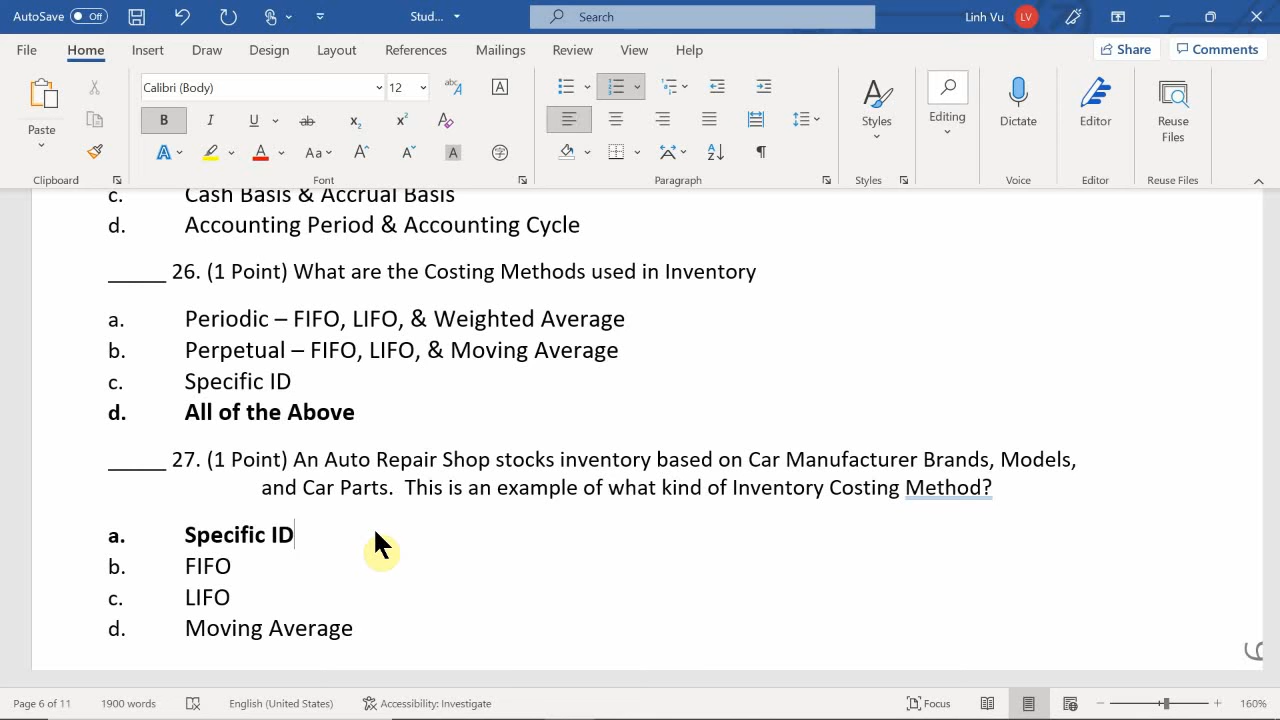 AutoSave Off Stud... Search Linh Vu LV
File Home Insert Draw Design Layout References Mailings Review View Help Share Comments
Paste
Clipboard
Calibri (Body) 12
B I U ab x₂ x² A
A A Aa A A A 字
Font
Paragraph
Styles
Styles
Editing
Dictate
Voice
Editor
Editor
Reuse Files
Reuse Files
c. Cash Basis & Accrual Basis
d. Accounting Period & Accounting Cycle
_____ 26. (1 Point) What are the Costing Methods used in Inventory
a. Periodic – FIFO, LIFO, & Weighted Average
b. Perpetual – FIFO, LIFO, & Moving Average
c. Specific ID
d. All of the Above
_____ 27. (1 Point) An Auto Repair Shop stocks inventory based on Car Manufacturer Brands, Models,
and Car Parts. This is an example of what kind of Inventory Costing Method?
a. Specific ID
b. FIFO
c. LIFO
d. Moving Average
Page 6 of 11 1900 words English (United States) Accessibility: Investigate Focus 160%